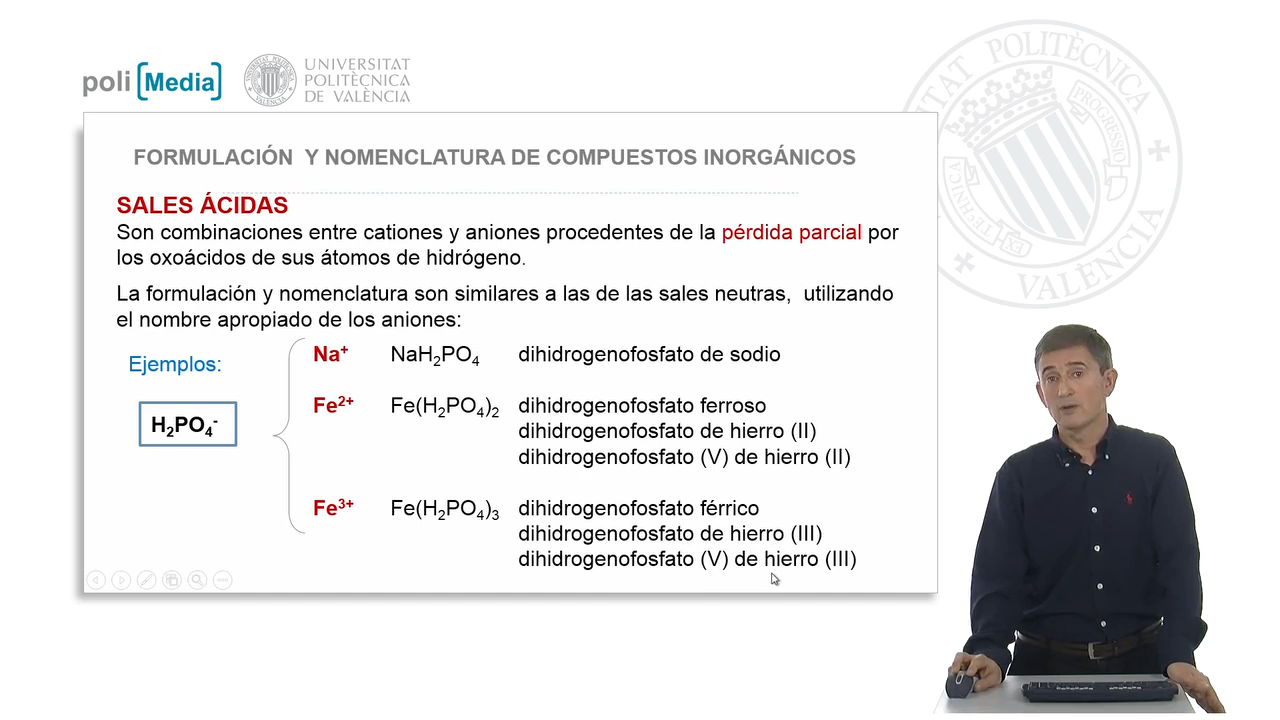 poli [Media]
UNIVERSITAT
POLITÈCNICA
DE VALÈNCIA
FORMULACIÓN Y NOMENCLATURA DE COMPUESTOS INORGÁNICOS
SALES ÁCIDAS
Son combinaciones entre cationes y aniones procedentes de la pérdida parcial por
los oxoácidos de sus átomos de hidrógeno.
La formulación y nomenclatura son similares a las de las sales neutras, utilizando
el nombre apropiado de los aniones:
Ejemplos:
H₂PO₄⁻
Na⁺ NaH₂PO₄ dihidrogenofosfato de sodio
Fe²⁺ Fe(H₂PO₄)₂ dihidrogenofosfato ferroso
dihidrogenofosfato de hierro (II)
dihidrogenofosfato (V) de hierro (II)
Fe³⁺ Fe(H₂PO₄)₃ dihidrogenofosfato férrico
dihidrogenofosfato de hierro (III)
dihidrogenofosfato (V) de hierro (III)
POLITÈCNICA
VALÈNCIA
PROGRESIO